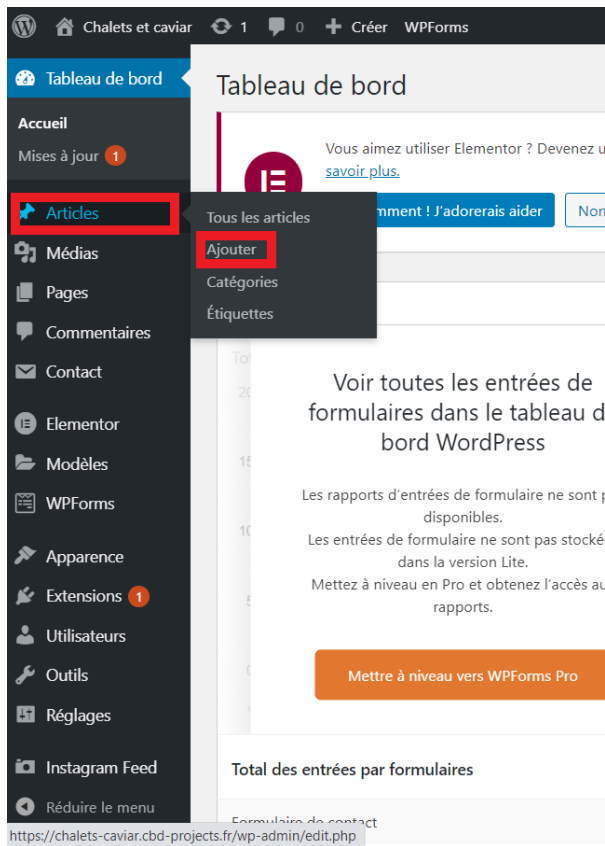 Chalets et caviar 1 0 + Créer WPForms
Tableau de bord
Accueil
Mises à jour 1
Articles
Médias
Pages
Commentaires
Contact
Elementor
Modèles
WPForms
Apparence
Extensions 1
Utilisateurs
Outils
Réglages
Instagram Feed
Réduire le menu
Tous les articles
Ajouter
Catégories
Étiquettes
Tableau de bord
Vous aimez utiliser Elementor ? Devenez
savoir plus.
! J'adorerais aider
Voir toutes les entrées de
formulaires dans le tableau
bord WordPress
Les rapports d'entrées de formulaire ne sont
disponibles.
Les entrées de formulaire ne sont pas
dans la version Lite.
Mettez à niveau en Pro et obtenez l'accès
rapports.
Mettre à niveau vers WPForms Pro
Total des entrées par formulaires
Formulaire de contact
https://chalets-caviar.cbd-projects.fr/wp-admin/edit.php